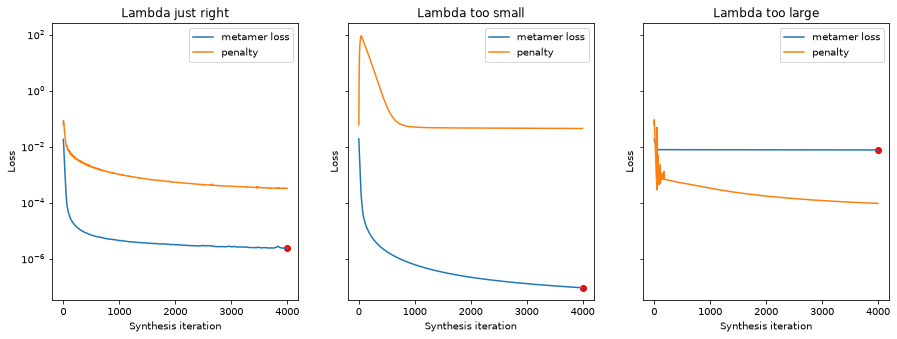 Lambda just right
Lambda too small
Lambda too large
metamer loss
penalty
metamer loss
penalty
metamer loss
penalty
Loss
Loss
Loss
10²
10⁰
10⁻²
10⁻⁴
10⁻⁶
0 1000 2000 3000 4000
0 1000 2000 3000 4000
0 1000 2000 3000 4000
Synthesis iteration
Synthesis iteration
Synthesis iteration